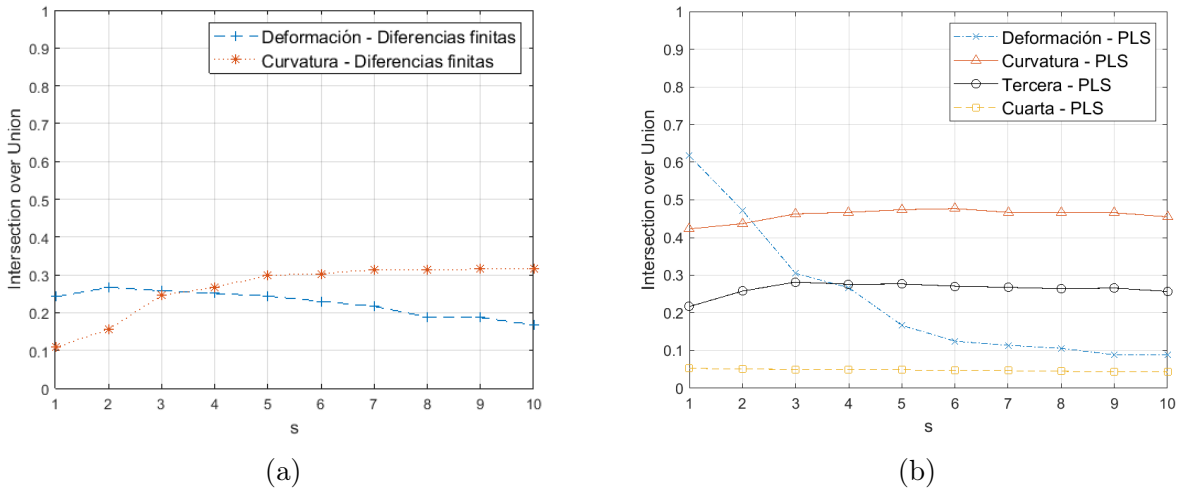 1
0.9
0.8
0.7
0.6
0.5
0.4
0.3
0.2
0.1
0
Intersection over Union
Deformación - Diferencias finitas
Curvatura - Diferencias finitas
1 2 3 4 5 6 7 8 9 10
s
(a)
1
0.9
0.8
0.7
0.6
0.5
0.4
0.3
0.2
0.1
0
Intersection over Union
Deformación - PLS
Curvatura - PLS
Tercera - PLS
Cuarta - PLS
1 2 3 4 5 6 7 8 9 10
s
(b)